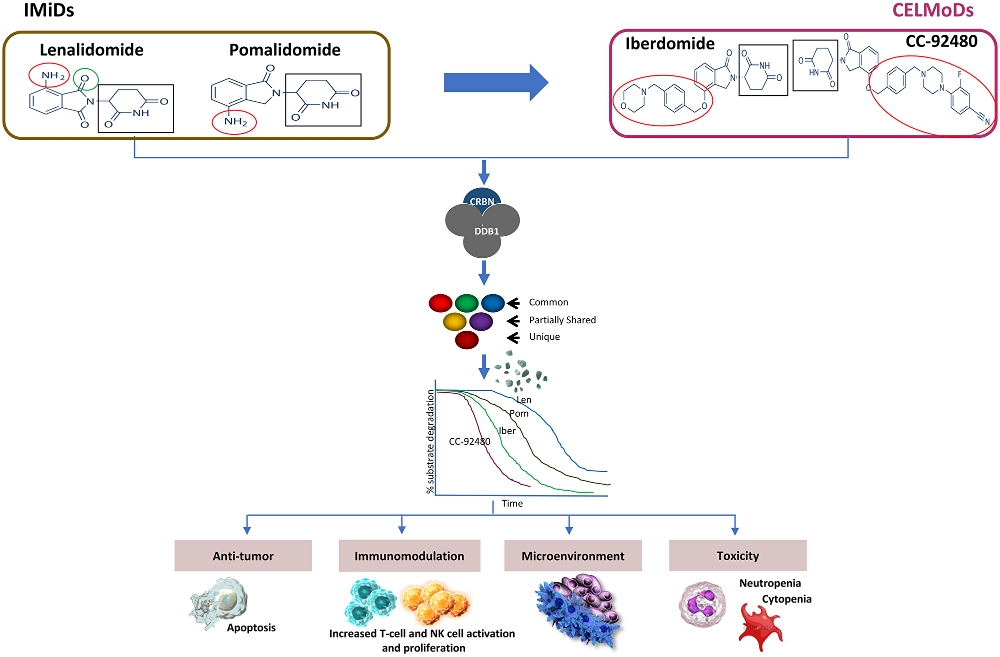 IMiDs
CELMoDs
Lenalidomide
Pomalidomide
Iberdomide
CC-92480
NH2
O
O
N
O
NH
O
O
N
O
NH
O
NH2
O
N
O
NH
O
N
O
O
O
N
O
NH
O
O
N
N
F
N
CRBN
DDB1
Common
Partially Shared
Unique
% substrate degradation
Len
Pom
Iber
CC-92480
Time
Anti-tumor
Immunomodulation
Microenvironment
Toxicity
Apoptosis
Increased T-cell and NK cell activation
and proliferation
Neutropenia
Cytopenia
shutterstock